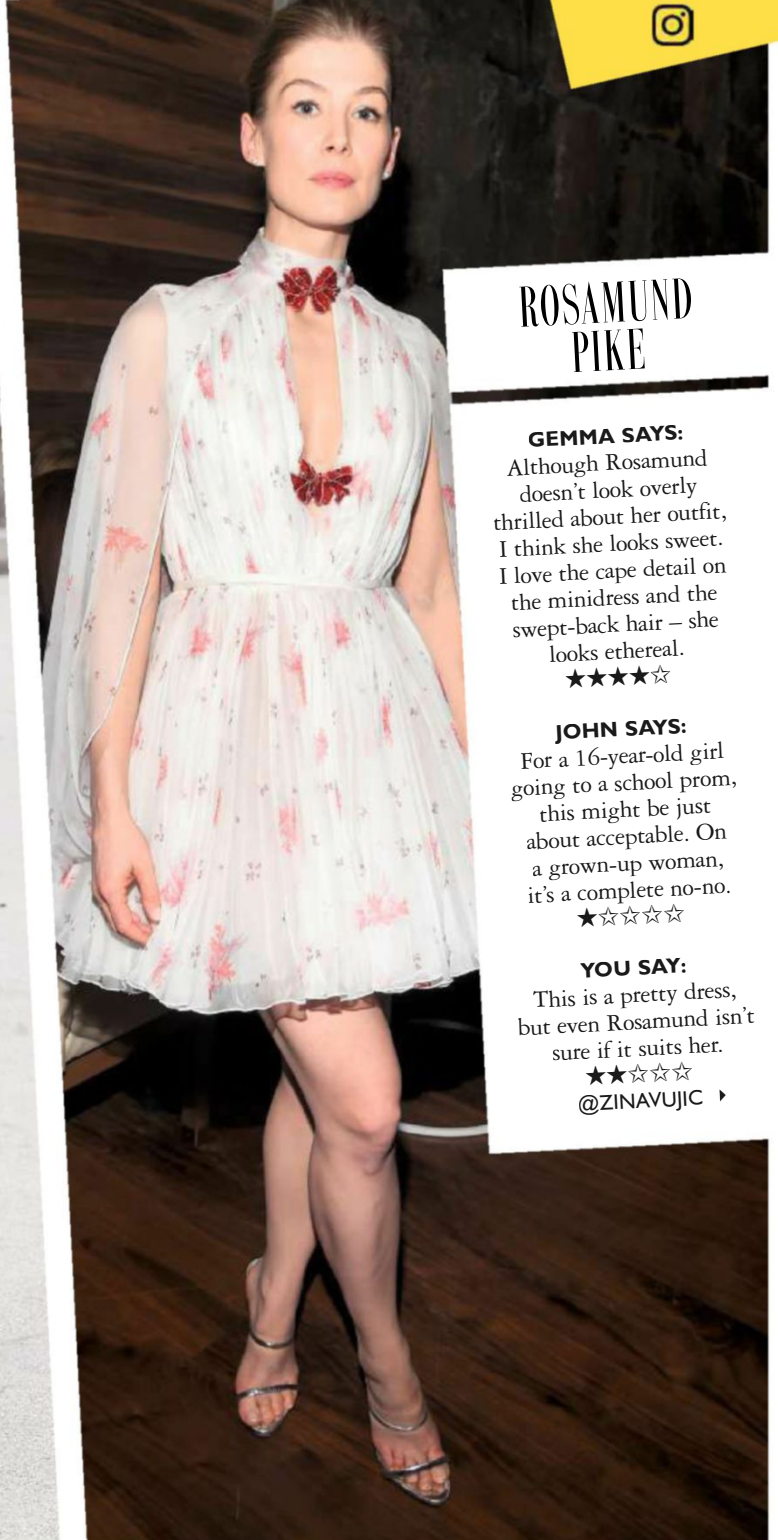 ROSAMUND
PIKE
GEMMA SAYS:
Although Rosamund
doesn't look overly
thrilled about her outfit,
I think she looks sweet.
I love the cape detail on
the minidress and the
swept-back hair – she
looks ethereal.
★★★★☆
JOHN SAYS:
For a 16-year-old girl
going to a school prom,
this might be just
about acceptable. On
a grown-up woman,
it's a complete no-no.
★☆☆☆☆
YOU SAY:
This is a pretty dress,
but even Rosamund isn't
sure if it suits her.
★★☆☆☆
@ZINAVUJIC